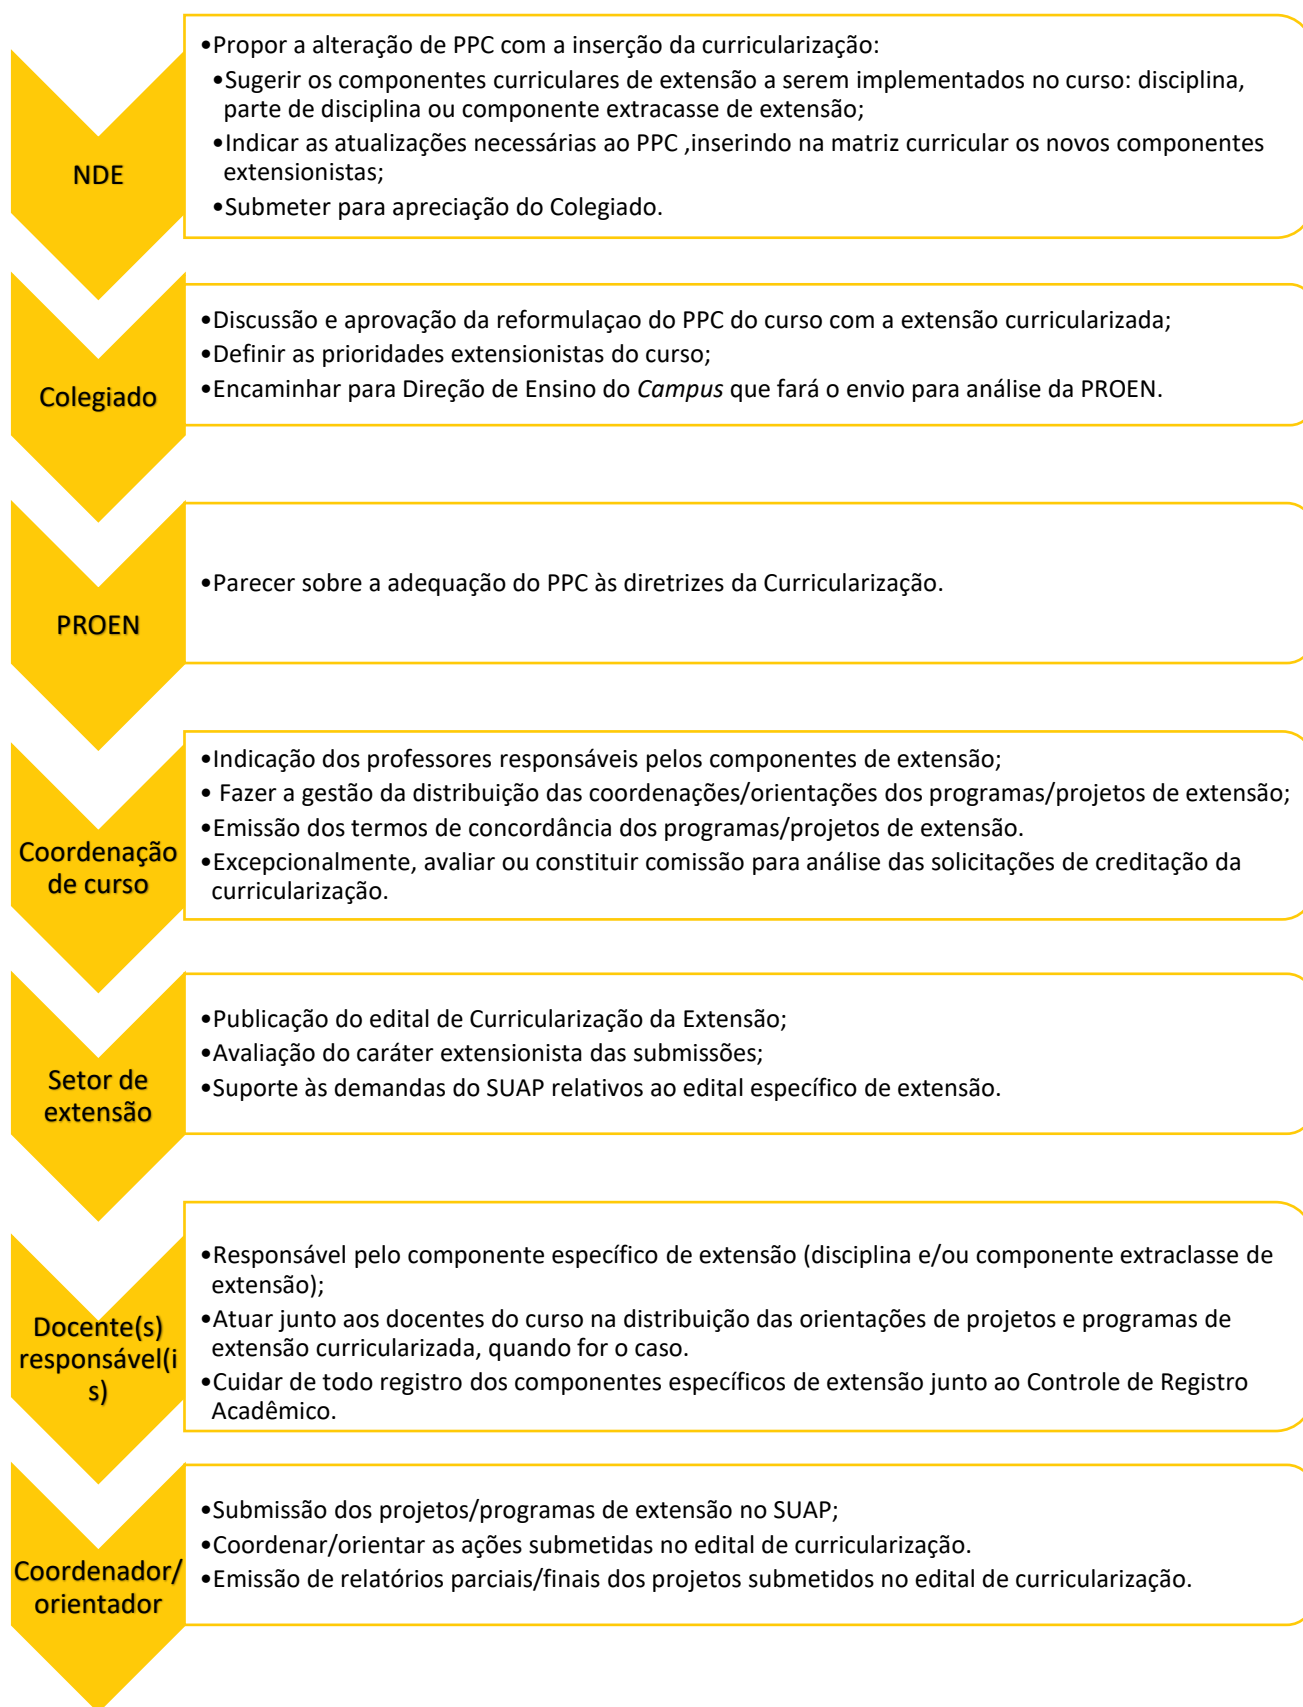 NDE
•Propor a alteração de PPC com a inserção da curricularização:
•Sugerir os componentes curriculares de extensão a serem implementados no curso: disciplina,
parte de disciplina ou componente extracasse de extensão;
•Indicar as atualizações necessárias ao PPC ,inserindo na matriz curricular os novos componentes
extensionistas;
•Submeter para apreciação do Colegiado.
Colegiado
•Discussão e aprovação da reformulaçao do PPC do curso com a extensão curricularizada;
•Definir as prioridades extensionistas do curso;
•Encaminhar para Direção de Ensino do Campus que fará o envio para análise da PROEN.
PROEN
•Parecer sobre a adequação do PPC às diretrizes da Curricularização.
Coordenação
de curso
•Indicação dos professores responsáveis pelos componentes de extensão;
• Fazer a gestão da distribuição das coordenações/orientações dos programas/projetos de extensão;
•Emissão dos termos de concordância dos programas/projetos de extensão.
•Excepcionalmente, avaliar ou constituir comissão para análise das solicitações de creditação da
curricularização.
Setor de
extensão
•Publicação do edital de Curricularização da Extensão;
•Avaliação do caráter extensionista das submissões;
•Suporte às demandas do SUAP relativos ao edital específico de extensão.
Docente(s)
responsável(i
s)
•Responsável pelo componente específico de extensão (disciplina e/ou componente extraclasse de
extensão);
•Atuar junto aos docentes do curso na distribuição das orientações de projetos e programas de
extensão curricularizada, quando for o caso.
•Cuidar de todo registro dos componentes específicos de extensão junto ao Controle de Registro
Acadêmico.
Coordenador/
orientador
•Submissão dos projetos/programas de extensão no SUAP;
•Coordenar/orientar as ações submetidas no edital de curricularização.
•Emissão de relatórios parciais/finais dos projetos submetidos no edital de curricularização.